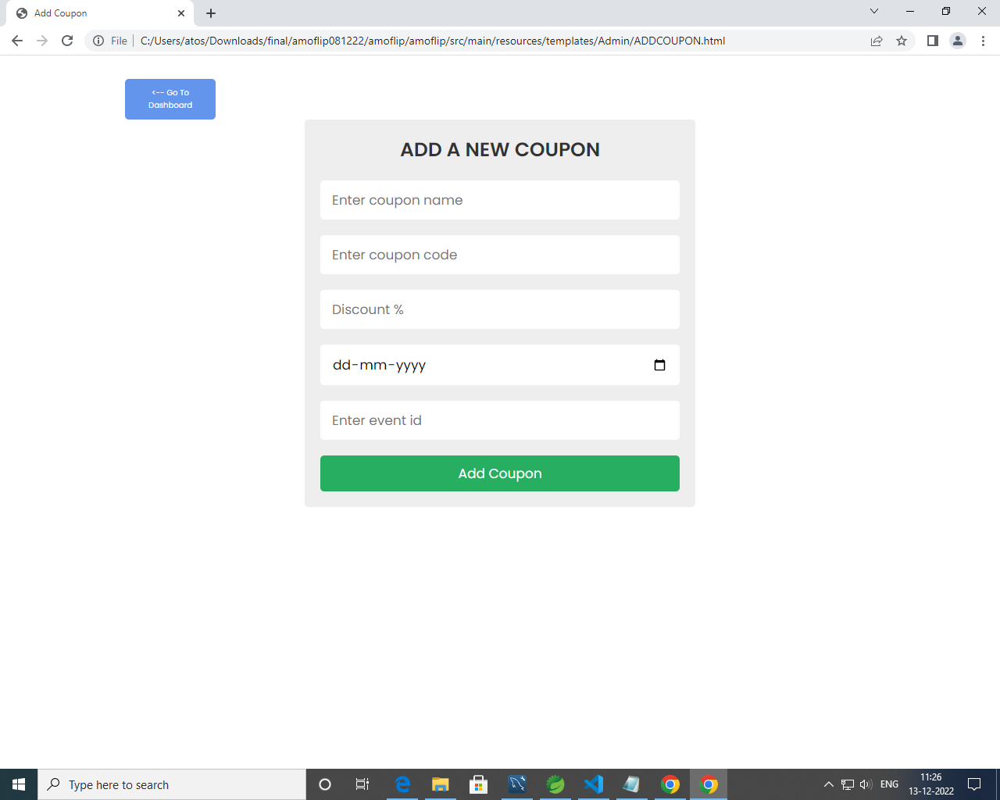 Add Coupon
File
C:/Users/atos/Downloads/final/amoflip081222/amoflip/amoflip/src/main/resources/templates/Admin/ADDCOUPON.html
<-- Go To
Dashboard
ADD A NEW COUPON
Enter coupon name
Enter coupon code
Discount %
dd-mm-yyyy
Enter event id
Add Coupon
Type here to search
ENG
11:26
13-12-2022